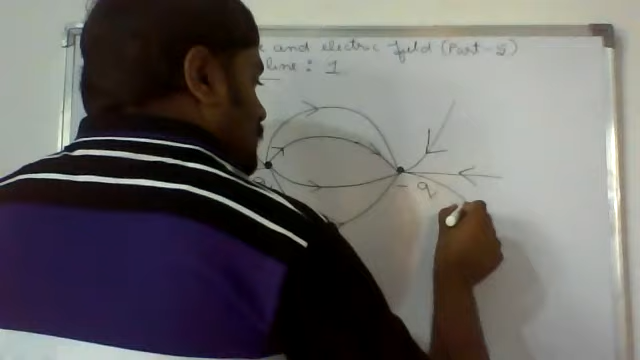 e and electric field (Part-5)
line : 1
q
- q